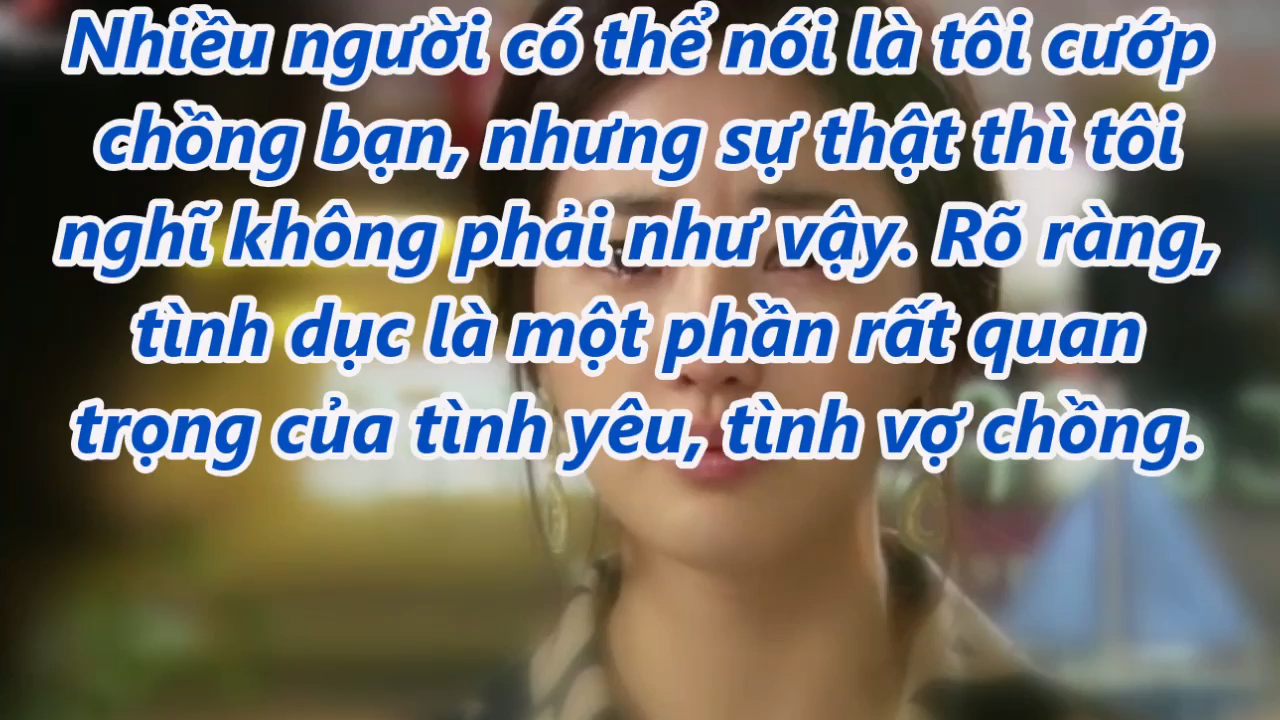 Nhiều người có thể nói là tôi cướp
chồng bạn, nhưng sự thật thì tôi
nghĩ không phải như vậy. Rõ ràng,
tình dục là một phần rất quan
trọng của tình yêu, tình vợ chồng.